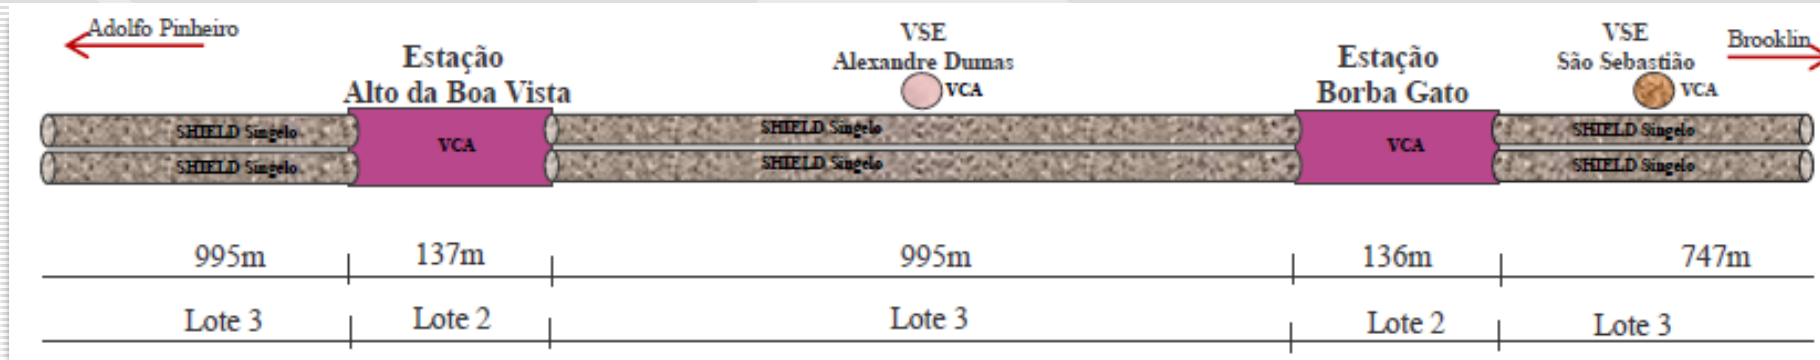 Adolfo Pinheiro
Estação
Alto da Boa Vista
VSE
Alexandre Dumas
VCA
Estação
Borba Gato
VSE
São Sebastião
VCA
Brooklin
SHIELD Singelo
SHIELD Singelo
VCA
SHIELD Singelo
SHIELD Singelo
VCA
SHIELD Singelo
SHIELD Singelo
995m
137m
995m
136m
747m
Lote 3
Lote 2
Lote 3
Lote 2
Lote 3